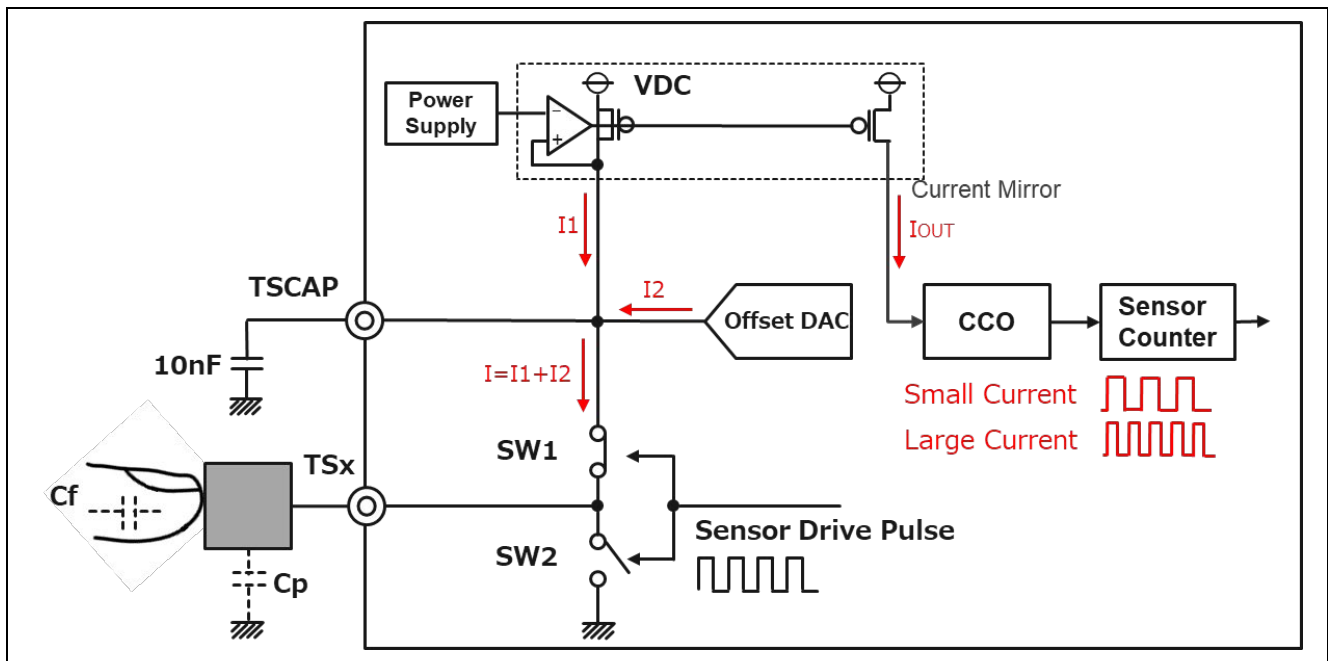 VDC
Power
Supply
−
+
Current Mirror
I1
IOUT
TSCAP
I2
Offset DAC
CCO
Sensor
Counter
10nF
I=I1+I2
Small Current
Large Current
SW1
TSx
Cf
Sensor Drive Pulse
SW2
Cp